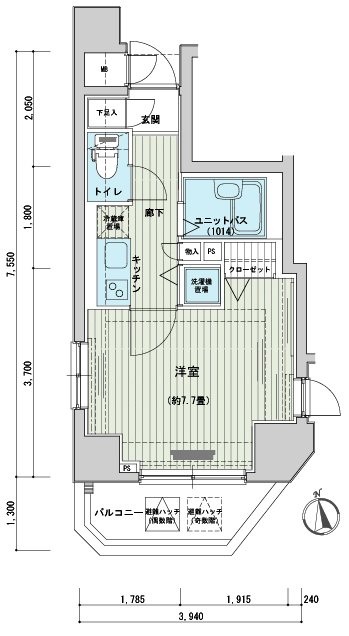 MB
下足入
玄関
トイレ
廊下
冷蔵庫
置場
ユニットバス
(1014)
キッチン
物入
PS
クローゼット
洗濯機
置場
洋室
(約7.7畳)
PS
バルコニー
避難ハッチ
(偶数階)
避難ハッチ
(奇数階)
N
2,050
1,800
7,550
3,700
1,300
1,785
1,915
240
3,940